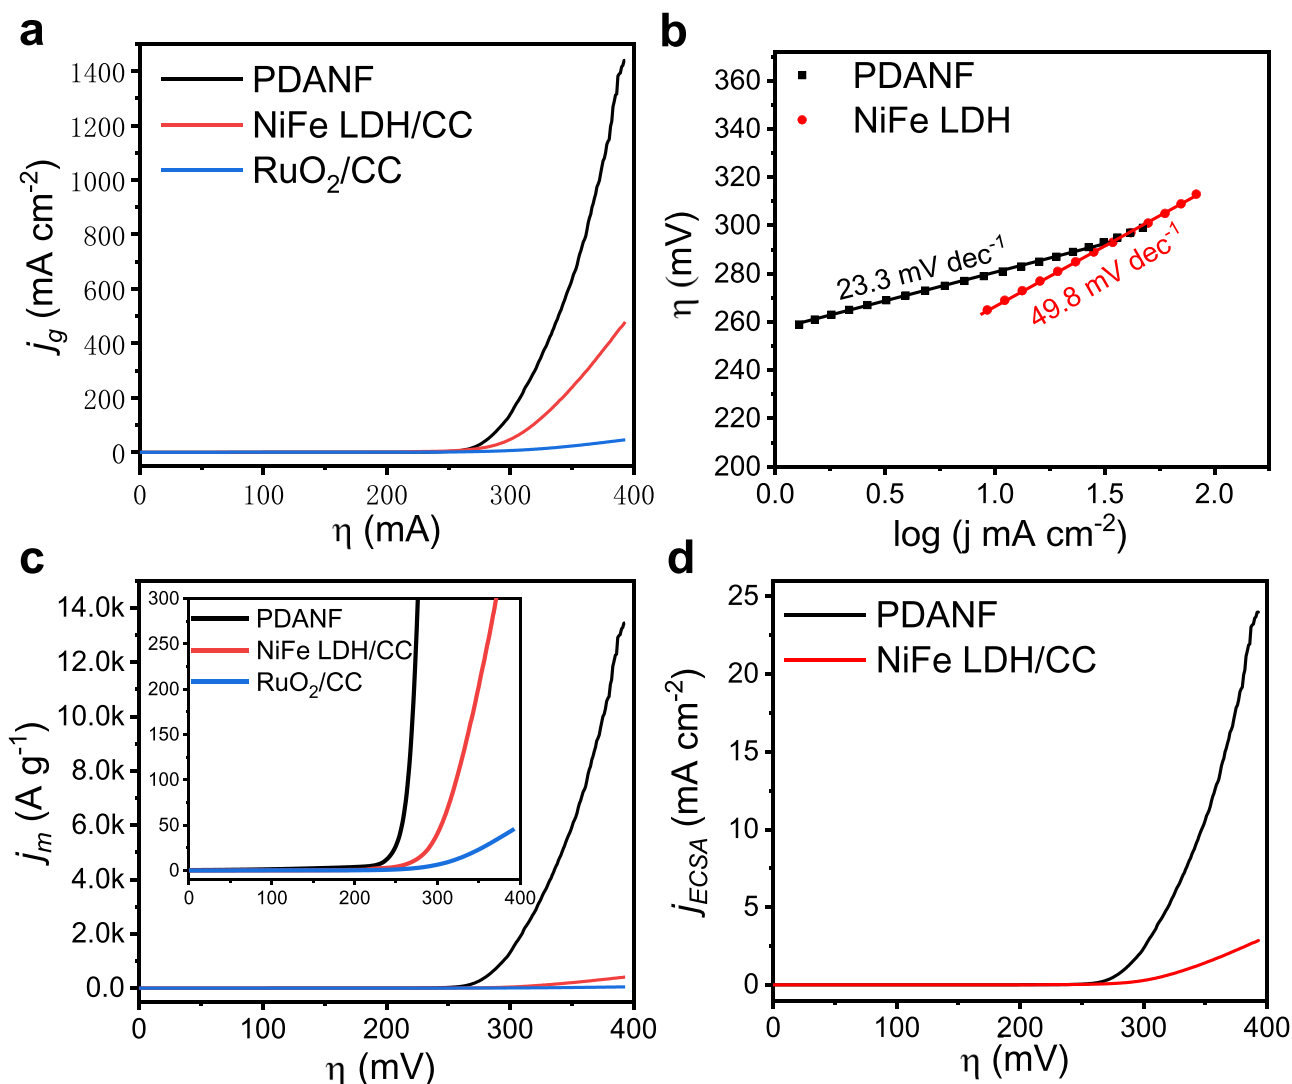 a
PDANF
NiFe LDH/CC
RuO₂/CC
1400
1200
1000
800
600
400
200
0
j_g (mA cm⁻²)
0 100 200 300 400
η (mA)
b
PDANF
NiFe LDH
360
340
320
300
280
260
240
220
200
η (mV)
23.3 mV dec⁻¹
49.8 mV dec⁻¹
0.0 0.5 1.0 1.5 2.0
log (j mA cm⁻²)
c
14.0k
12.0k
10.0k
8.0k
6.0k
4.0k
2.0k
0.0
j_m (A g⁻¹)
300
250
200
150
100
50
0
PDANF
NiFe LDH/CC
RuO₂/CC
0 100 200 300 400
0 100 200 300 400
η (mV)
d
PDANF
NiFe LDH/CC
25
20
15
10
5
0
j_ECSA (mA cm⁻²)
0 100 200 300 400
η (mV)